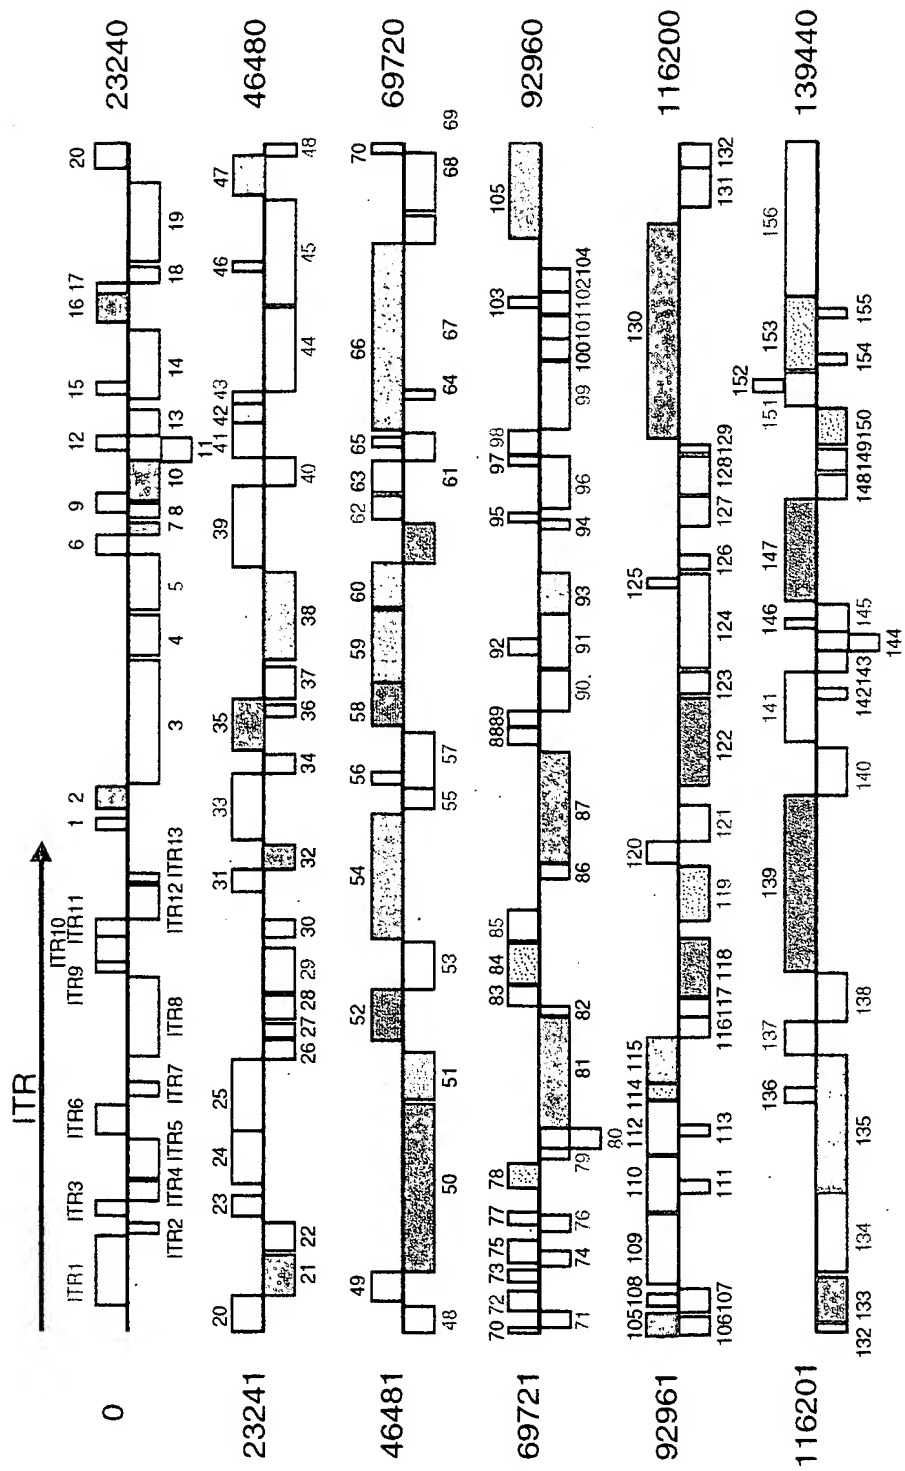 ITR
ITR10
ITR1 ITR3 ITR6 ITR9 ITR11 1 2 6 9 12 15 16 17 20
0 23240
ITR2 ITR4 ITR5 ITR7 ITR8 ITR12 ITR13 3 4 5 7 8 10 13 14 18 19
11
20 23 24 25 31 33 35 39 41 42 43 46 47
23241 46480
21 22 26 27 28 29 30 32 34 36 37 38 40 44 45 48
49 52 54 56 58 59 60 62 63 65 66 70
46481 69720
48 50 51 53 55 57 61 64 67 68 69
70 72 73 75 77 78 83 84 85 88 89 92 95 97 98 103 105
69721 92960
71 74 76 79 81 82 86 87 90. 91 93 94 96 99 100 101 102 104
80
105 108 109 110 112 114 115 120 125 130
92961 116200
106 107 111 113 116 117 118 119 121 122 123 124 126 127 128 129 131 132
152
136 137 139 141 146 147 151 153 156
116201 139440
132 133 134 135 138 140 142 143 145 148 149 150 154 155
144